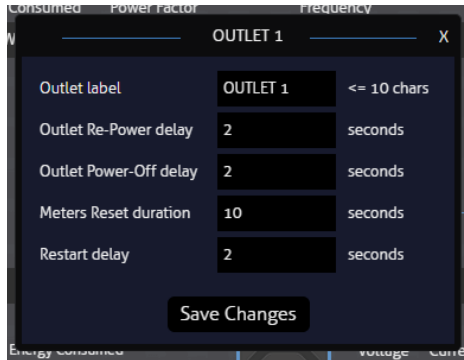 Consumed Power Factor Frequency
OUTLET 1 X
Outlet label OUTLET 1 <= 10 chars
Outlet Re-Power delay 2 seconds
Outlet Power-Off delay 2 seconds
Meters Reset duration 10 seconds
Restart delay 2 seconds
Save Changes
Energy Consumed Voltage